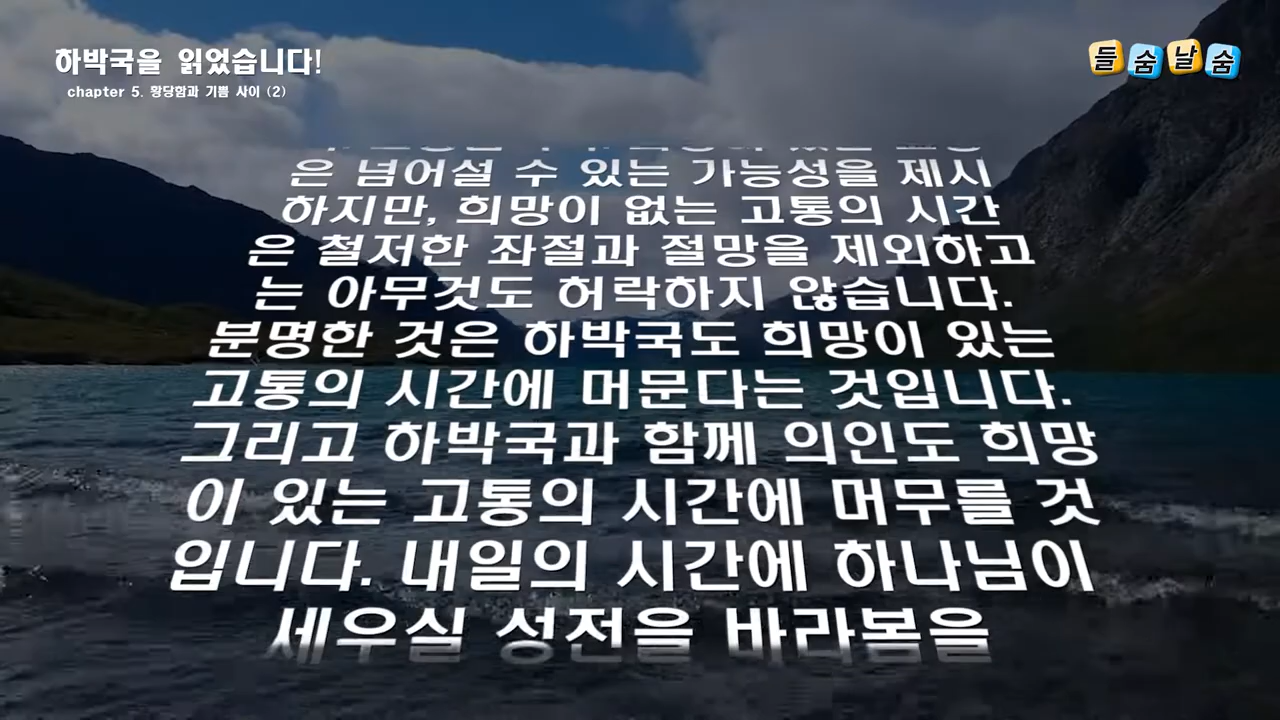 하박국을 읽었습니다!
chapter 5. 황당함과 기쁨 사이 (2)
들숨날숨
은 넘어설 수 있는 가능성을 제시
하지만, 희망이 없는 고통의 시간
은 철저한 좌절과 절망을 제외하고
는 아무것도 허락하지 않습니다.
분명한 것은 하박국도 희망이 있는
고통의 시간에 머문다는 것입니다.
그리고 하박국과 함께 의인도 희망
이 있는 고통의 시간에 머무를 것
입니다. 내일의 시간에 하나님이
세우실 성전을 바라봄을